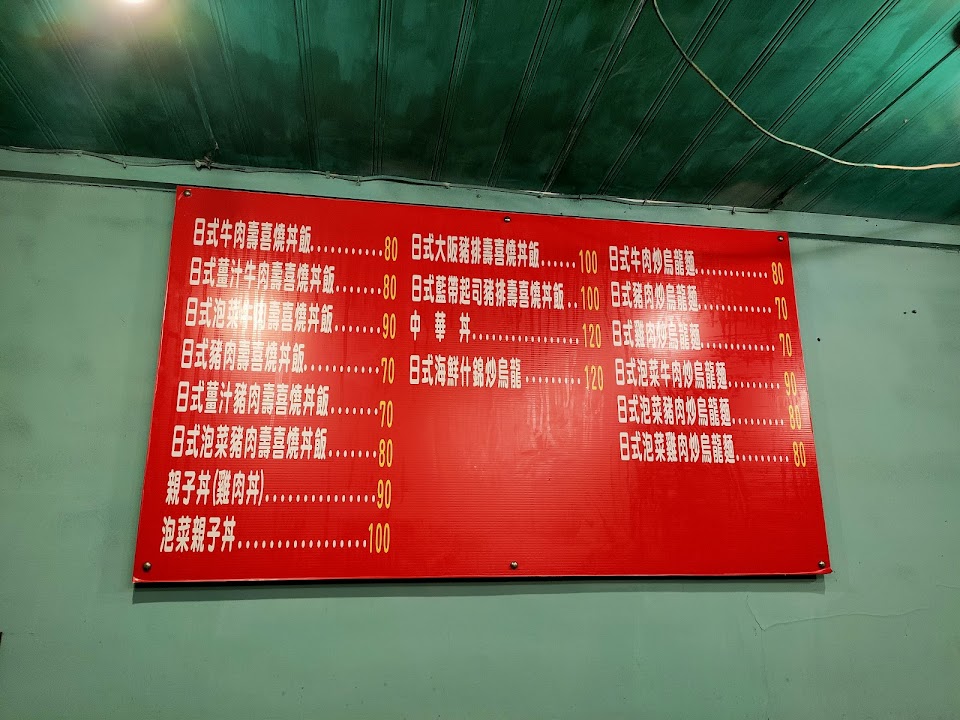 日式牛肉壽喜燒丼飯..........80
日式薑汁牛肉壽喜燒丼飯.......80
日式泡菜牛肉壽喜燒丼飯.......90
日式豬肉壽喜燒丼飯..........70
日式薑汁豬肉壽喜燒丼飯.......70
日式泡菜豬肉壽喜燒丼飯.......80
親子丼(雞肉丼)................90
泡菜親子丼..................100
日式大阪豬排壽喜燒丼飯......100
日式藍帶起司豬排壽喜燒丼飯..100
中 華 丼.................120
日式海鮮什錦炒烏龍.........120
日式牛肉炒烏龍麵............80
日式豬肉炒烏龍麵............70
日式雞肉炒烏龍麵............70
日式泡菜牛肉炒烏龍麵.........90
日式泡菜豬肉炒烏龍麵.........80
日式泡菜雞肉炒烏龍麵.........80